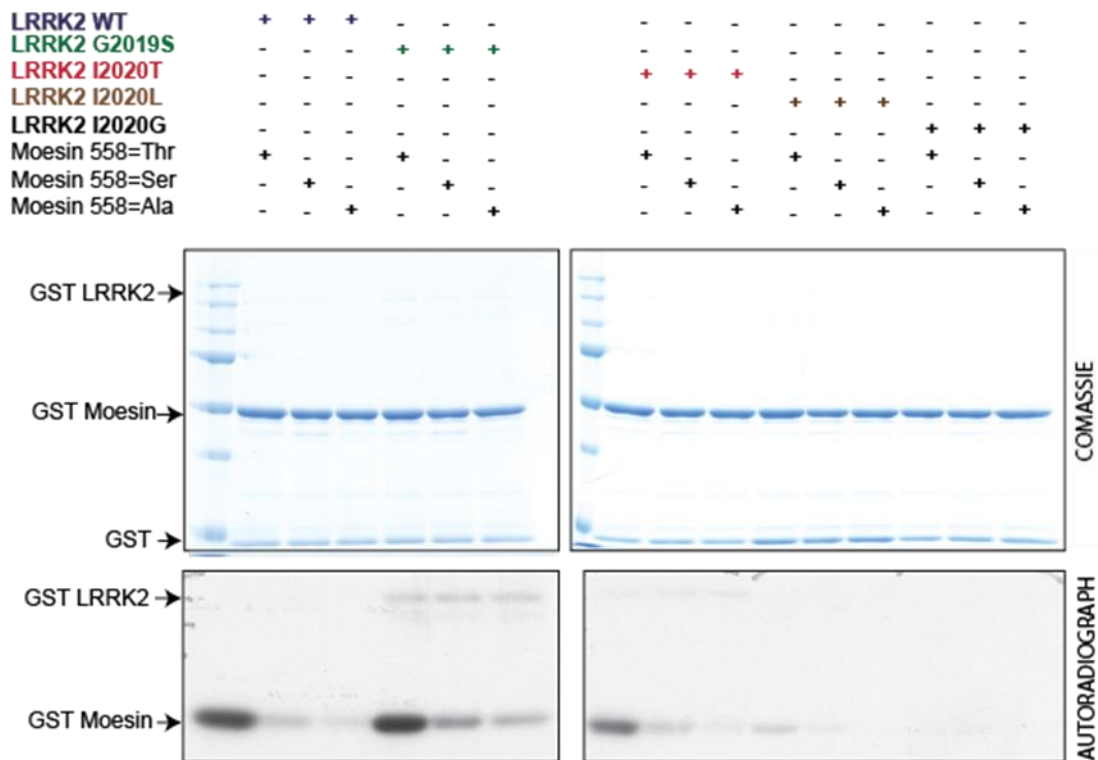 LRRK2 WT + + + - - - - - - - - - - - -
LRRK2 G2019S - - - + + + - - - - - - - - -
LRRK2 I2020T - - - - - - + + + - - - - - -
LRRK2 I2020L - - - - - - - - - + + + - - -
LRRK2 I2020G - - - - - - - - - - - - + + +
Moesin 558=Thr + - - + - - + - - + - - + - -
Moesin 558=Ser - + - - + - - + - - + - - + -
Moesin 558=Ala - - + - - + - - + - - + - - +
GST LRRK2
GST Moesin
GST
COMASSIE
GST LRRK2
GST Moesin
AUTORADIOGRAPH